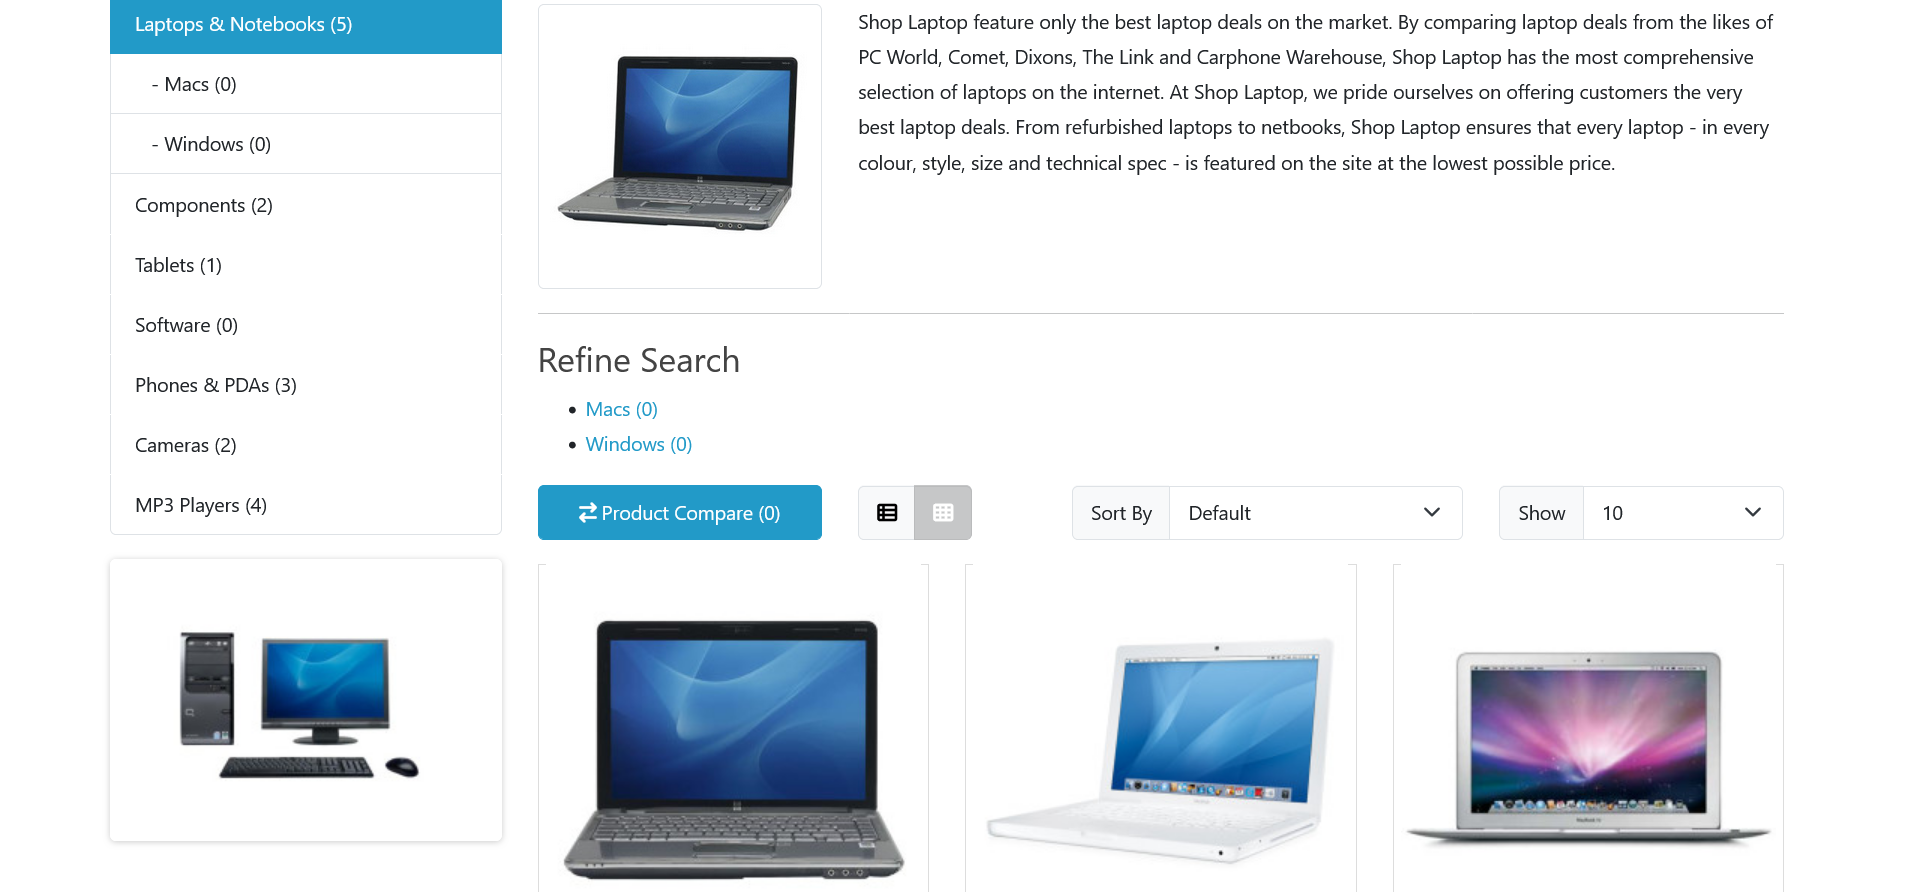 Laptops & Notebooks (5)
- Macs (0)
- Windows (0)
Components (2)
Tablets (1)
Software (0)
Phones & PDAs (3)
Cameras (2)
MP3 Players (4)
Shop Laptop feature only the best laptop deals on the market. By comparing laptop deals from the likes of
PC World, Comet, Dixons, The Link and Carphone Warehouse, Shop Laptop has the most comprehensive
selection of laptops on the internet. At Shop Laptop, we pride ourselves on offering customers the very
best laptop deals. From refurbished laptops to netbooks, Shop Laptop ensures that every laptop - in every
colour, style, size and technical spec - is featured on the site at the lowest possible price.
Refine Search
Macs (0)
Windows (0)
Product Compare (0)
Sort By Default
Show 10